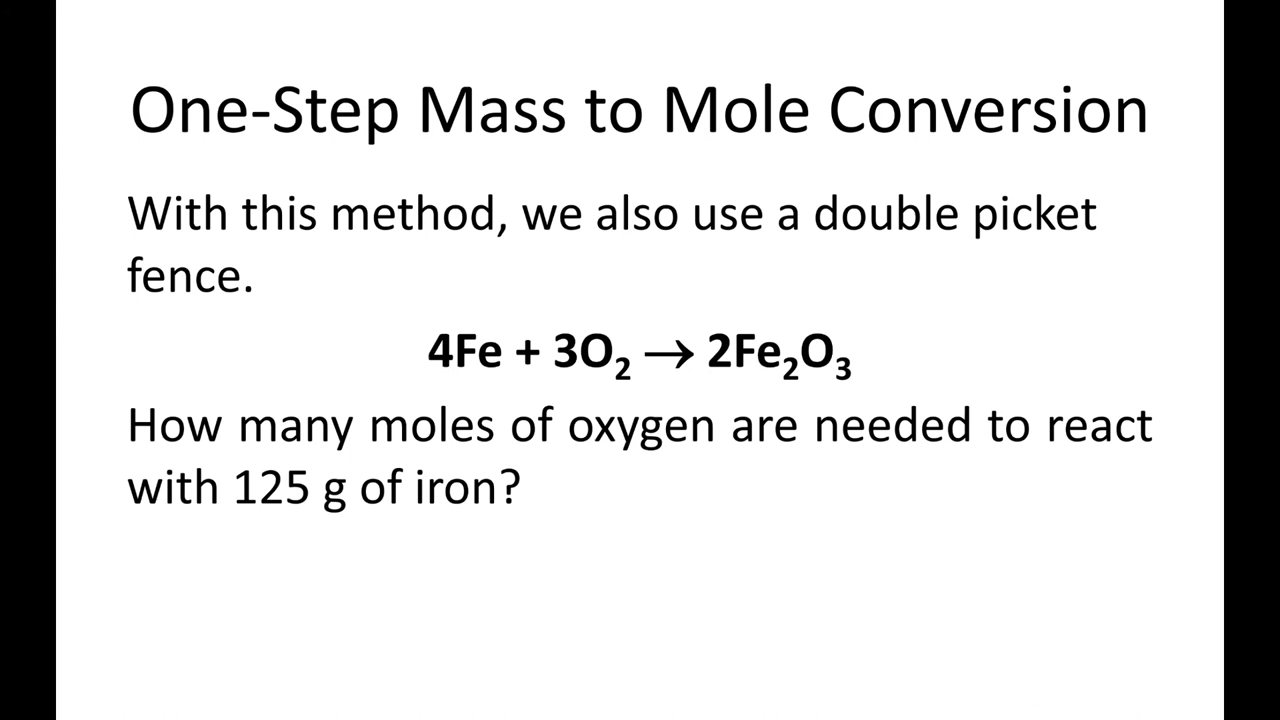 One-Step Mass to Mole Conversion
With this method, we also use a double picket
fence.
4Fe + 3O₂ → 2Fe₂O₃
How many moles of oxygen are needed to react
with 125 g of iron?